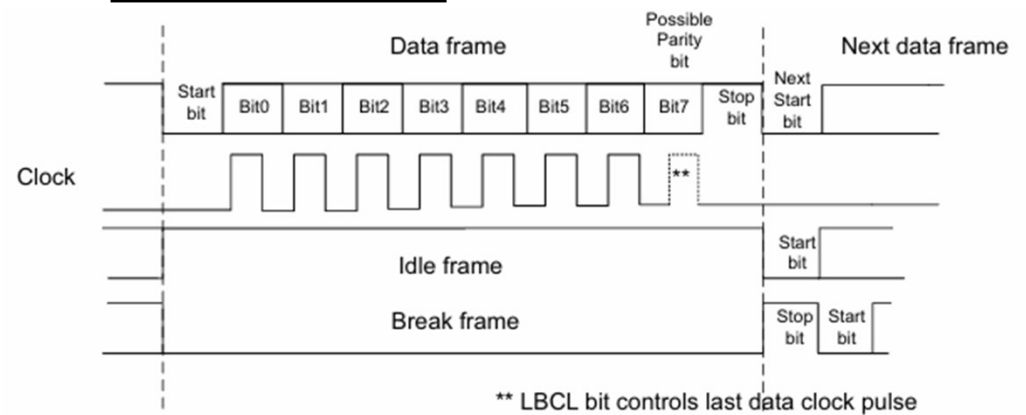 Possible
Parity
bit
Data frame
Next data frame
Start
bit
Bit0
Bit1
Bit2
Bit3
Bit4
Bit5
Bit6
Bit7
Stop
bit
Next
Start
bit
Clock
**
Start
bit
Idle frame
Break frame
Stop
bit
Start
bit
** LBCL bit controls last data clock pulse